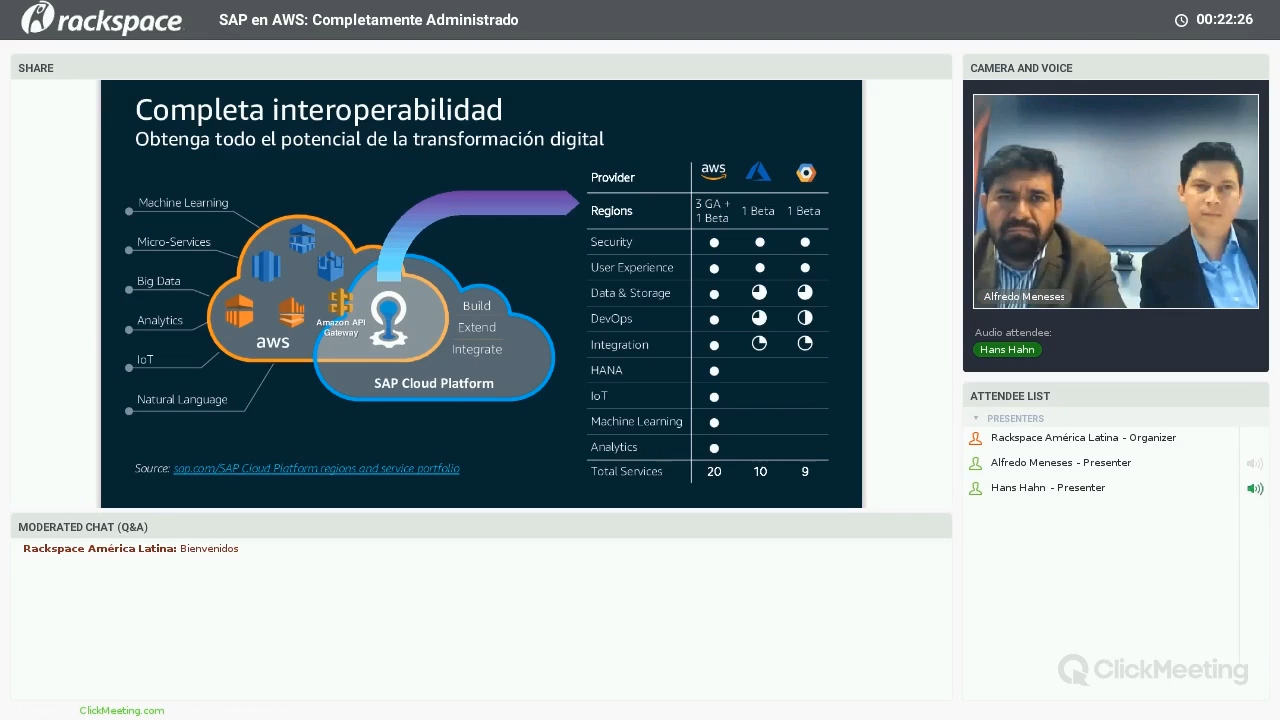 rackspace
SAP en AWS: Completamente Administrado
00:22:26
SHARE
Completa interoperabilidad
Obtenga todo el potencial de la transformación digital
Machine Learning
Micro-Services
Big Data
Analytics
IoT
Natural Language
Amazon API
Gateway
aws
Build
Extend
Integrate
SAP Cloud Platform
Source: sap.com/SAP Cloud Platform regions and service portfolio
Provider aws
Regions 3 GA + 1 Beta 1 Beta 1 Beta
Security
User Experience
Data & Storage
DevOps
Integration
HANA
IoT
Machine Learning
Analytics
Total Services 20 10 9
CAMERA AND VOICE
Alfredo Meneses
Audio attendee:
Hans Hahn
ATTENDEE LIST
PRESENTERS
Rackspace América Latina - Organizer
Alfredo Meneses - Presenter
Hans Hahn - Presenter
MODERATED CHAT (Q&A)
Rackspace América Latina: Bienvenidos
ClickMeeting
ClickMeeting.com